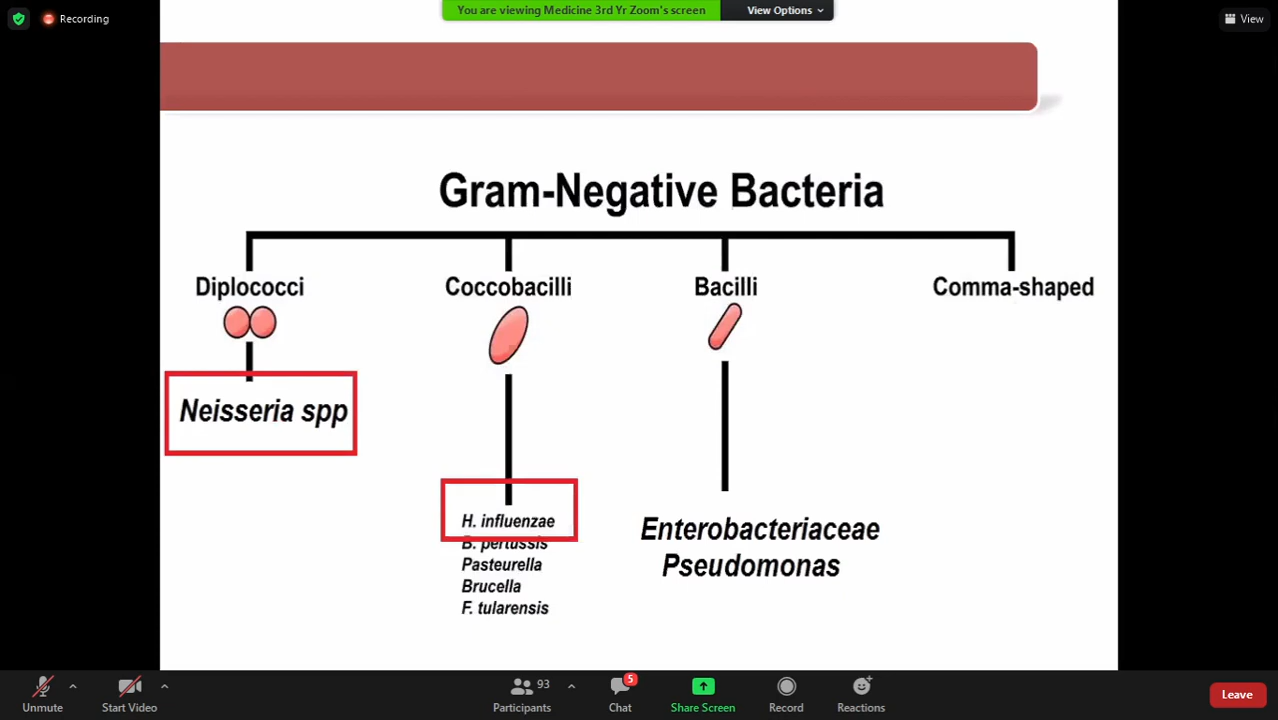 Recording
You are viewing Medicine 3rd Yr Zoom's screen
View Options
View
Gram-Negative Bacteria
Diplococci
Coccobacilli
Bacilli
Comma-shaped
Neisseria spp
H. influenzae
B. pertussis
Pasteurella
Brucella
F. tularensis
Enterobacteriaceae
Pseudomonas
Unmute
Start Video
93
Participants
5
Chat
Share Screen
Record
Reactions
Leave